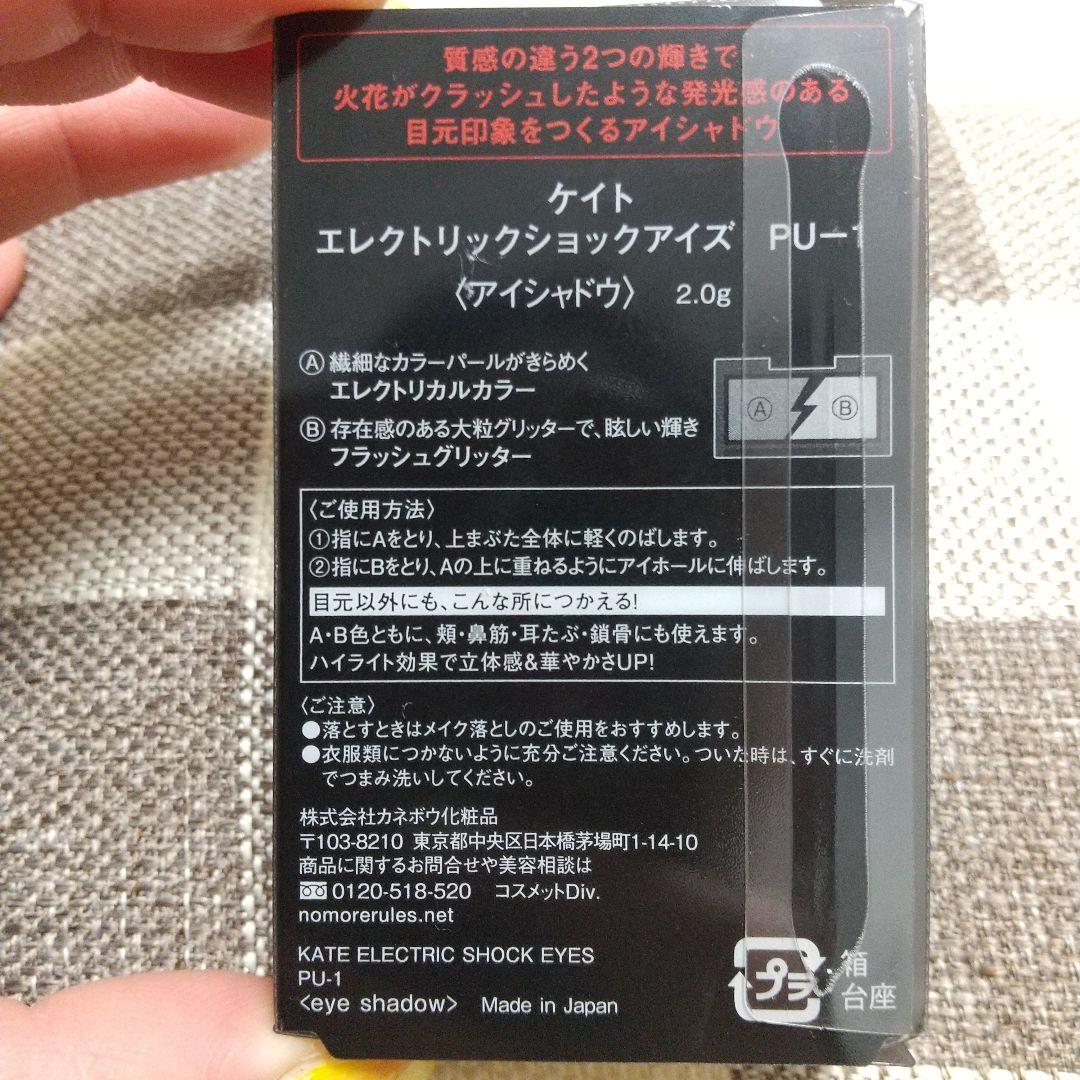 質感の違う2つの輝きで
火花がクラッシュしたような発光感のある
目元印象をつくるアイシャドウ
ケイト
エレクトリックショックアイズ PU-1
〈アイシャドウ〉 2.0g
Ⓐ 繊細なカラーパールがきらめく
エレクトリカルカラー
Ⓑ 存在感のある大粒グリッターで、眩しい輝き
フラッシュグリッター
Ⓐ Ⓑ
〈ご使用方法〉
①指にAをとり、上まぶた全体に軽くのばします。
②指にBをとり、Aの上に重ねるようにアイホールに伸ばします。
目元以外にも、こんな所につかえる!
A・B色ともに、頬・鼻筋・耳たぶ・鎖骨にも使えます。
ハイライト効果で立体感&華やかさUP!
〈ご注意〉
●落とすときはメイク落としのご使用をおすすめします。
●衣服類につかないように充分ご注意ください。ついた時は、すぐに洗剤
でつまみ洗いしてください。
株式会社カネボウ化粧品
〒103-8210 東京都中央区日本橋茅場町1-14-10
商品に関するお問合せや美容相談は
0120-518-520 コスメットDiv.
nomorerules.net
KATE ELECTRIC SHOCK EYES
PU-1
<eye shadow> Made in Japan
プラ 箱
台座